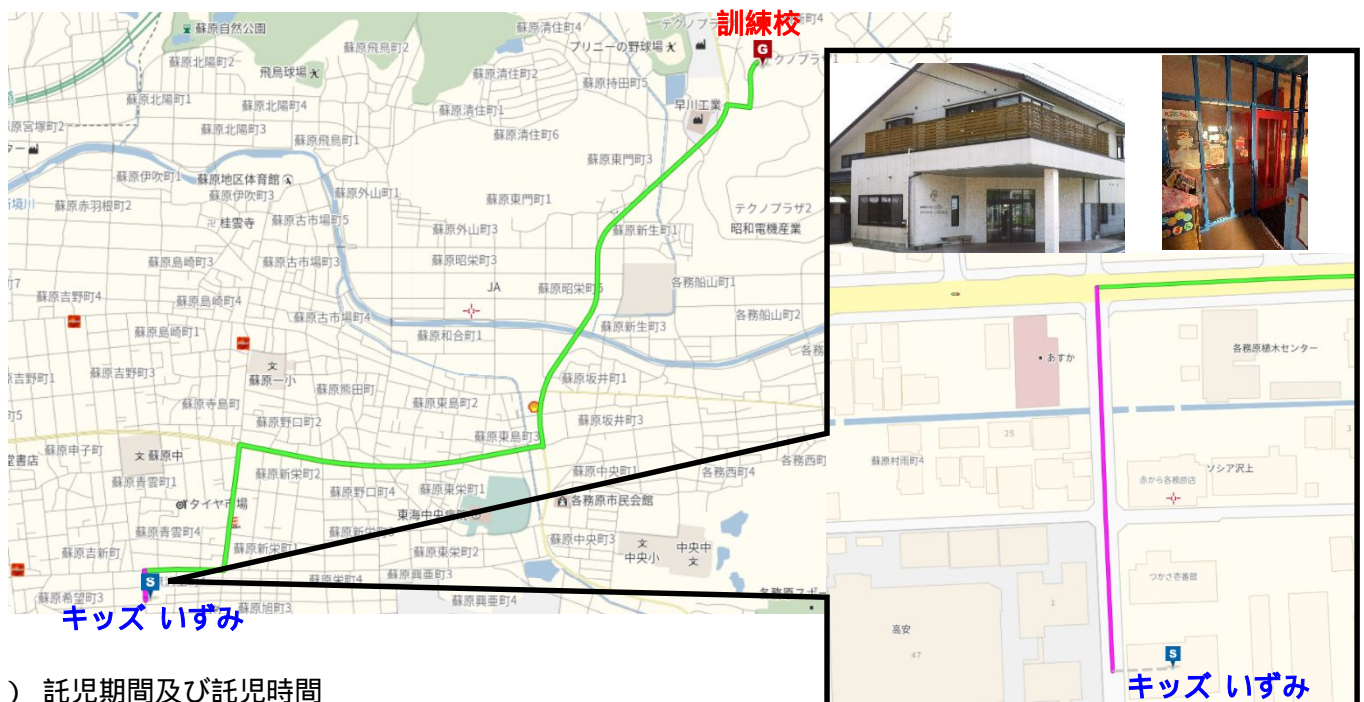 訓練校
G
蘇原自然公園
蘇原清住町4
テクノプラザ
蘇原飛鳥町2
プリニーの野球場
蘇原北陽町2
飛鳥球場
蘇原清住町2
蘇原持田町5
蘇原北陽町1
蘇原北陽町4
蘇原清住町1
早川工業
蘇原北陽町3
蘇原飛鳥町1
蘇原清住町6
蘇原東門町3
蘇原伊吹町1
蘇原地区体育館
蘇原伊吹町3
蘇原外山町1
蘇原東門町1
蘇原赤羽根町2
桂雲寺
蘇原古市場町5
テクノプラザ2
蘇原外山町3
蘇原新生町1
昭和電機産業
蘇原島崎町3
蘇原古市場町3
蘇原昭栄町3
JA
蘇原昭栄町5
各務船山町1
蘇原吉野町4
蘇原島崎町4
蘇原古市場町4
各務船山町2
蘇原島崎町1
蘇原和合町1
蘇原新生町3
文
蘇原一小
蘇原吉野町3
蘇原熊田町
蘇原坂井町1
蘇原寺島町
蘇原東島町2
蘇原野口町2
蘇原坂井町3
蘇原東島町3
蘇原申子町
文 蘇原中
蘇原青雲町1
蘇原新栄町2
蘇原中央町1
各務西町4
各務西町
蘇原野口町4
蘇原東栄町1
タイヤ市場
各務原市民会館
東海中央病院
蘇原青雲町4
蘇原新栄町1
蘇原中央町3
文
中央小
中央中
文
蘇原吉新町
蘇原東栄町2
蘇原栄町4
蘇原興亜町3
S
蘇原希望町3
蘇原旭町3
蘇原興亜町4
キッズ いずみ
あすか
各務原植木センター
25
蘇原村雨町4
ソシア沢上
赤から各務原店
つかさ壱番館
1
高安
47
S
キッズ いずみ
) 託児期間及び託児時間